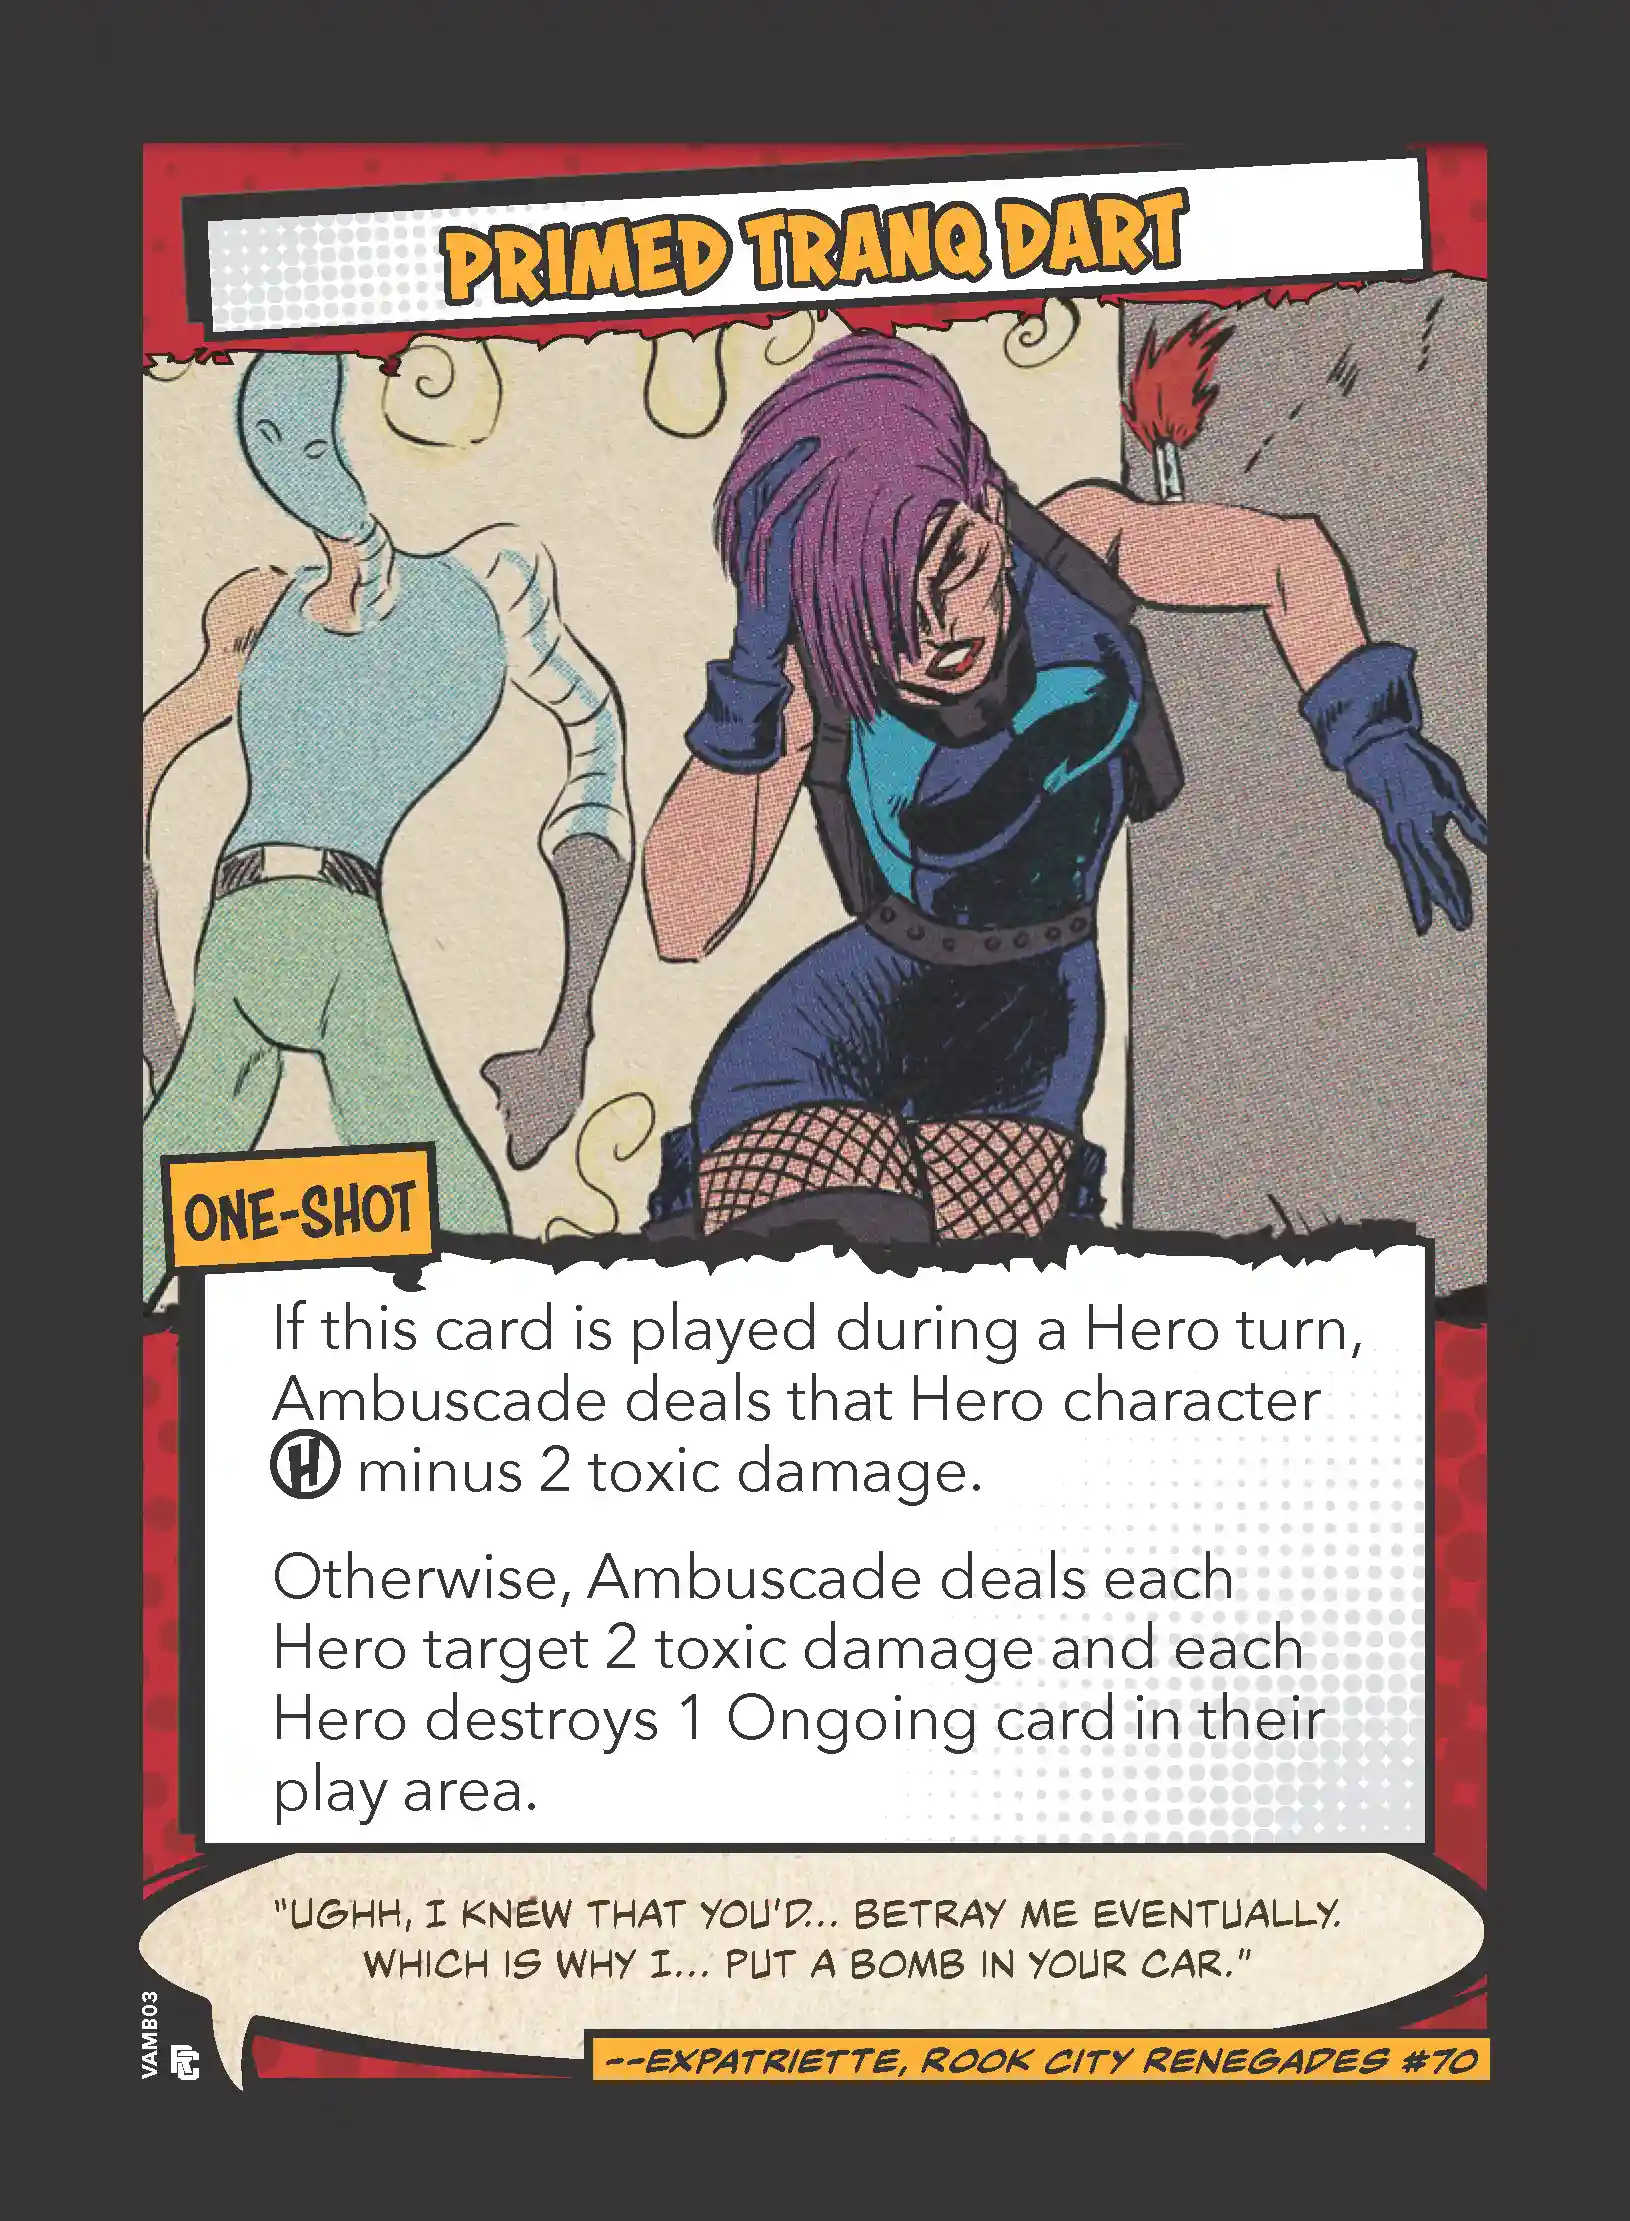 PRIMED TRANQ DART
ONE-SHOT
If this card is played during a Hero turn,
Ambuscade deals that Hero character
H minus 2 toxic damage.
Otherwise, Ambuscade deals each
Hero target 2 toxic damage and each
Hero destroys 1 Ongoing card in their
play area.
"UGHH, I KNEW THAT YOU'D... BETRAY ME EVENTUALLY.
WHICH IS WHY I... PUT A BOMB IN YOUR CAR."
--EXPATRIETTE, ROOK CITY RENEGADES #70
VAMB03